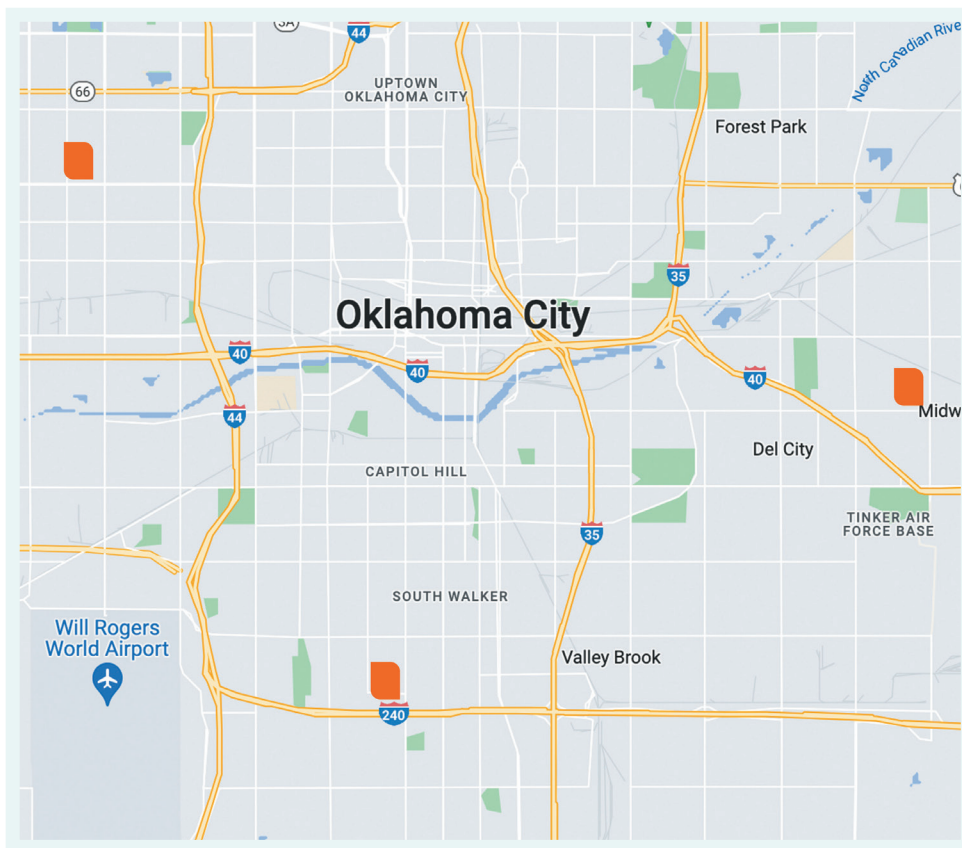 3A
44
North Canadian Rive
66
UPTOWN
OKLAHOMA CITY
Forest Park
35
Oklahoma City
40
40
40
44
Midw
Del City
CAPITOL HILL
TINKER AIR
FORCE BASE
35
SOUTH WALKER
Will Rogers
World Airport
Valley Brook
240